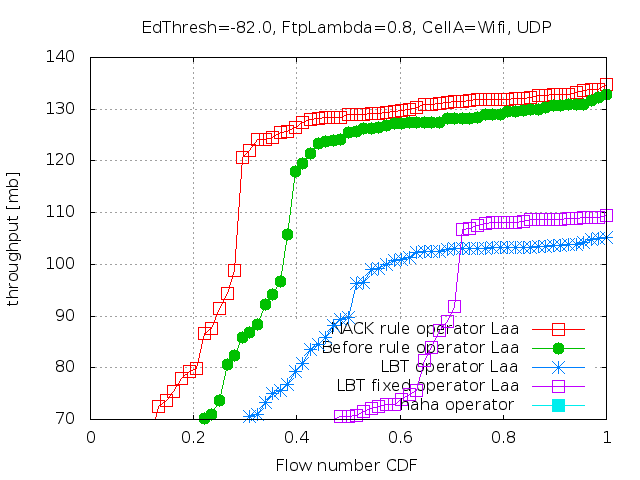 EdThresh=-82.0, FtpLambda=0.8, CellA=Wifi, UDP
140
130
120
110
100
90
80
70
throughput [mb]
NACK rule operator Laa
Before rule operator Laa
LBT operator Laa
LBT fixed operator Laa
haha operator
0
0.2
0.4
0.6
0.8
1
Flow number CDF